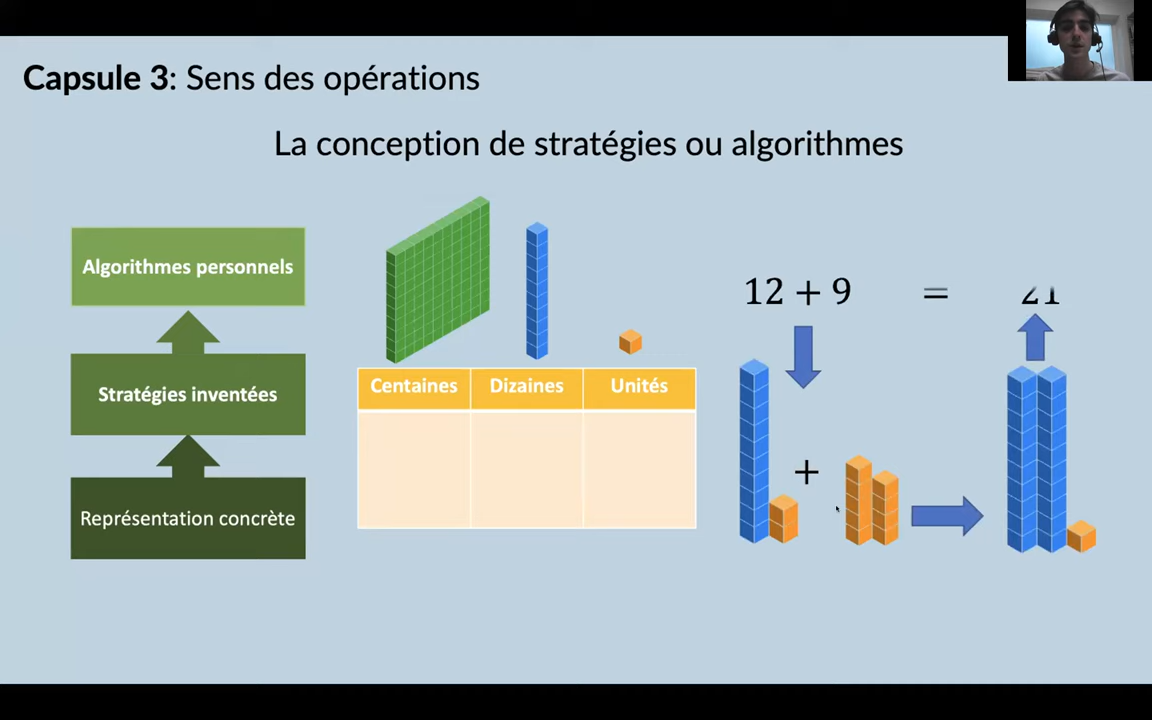 Capsule 3: Sens des opérations
La conception de stratégies ou algorithmes
Algorithmes personnels
Stratégies inventées
Représentation concrète
Centaines Dizaines Unités
12 + 9 = 21
+